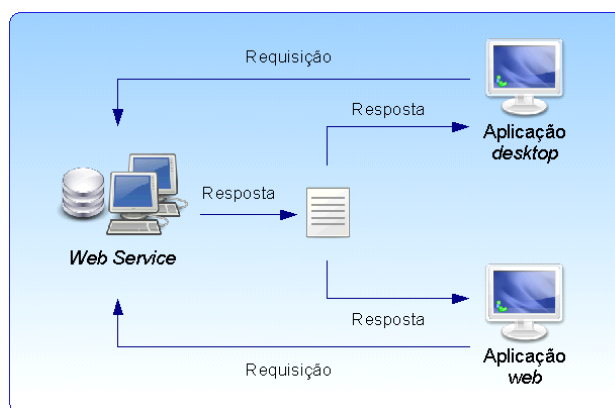 Requisição
Resposta
Aplicação
desktop
Resposta
Web Service
Resposta
Requisição
Aplicação
web